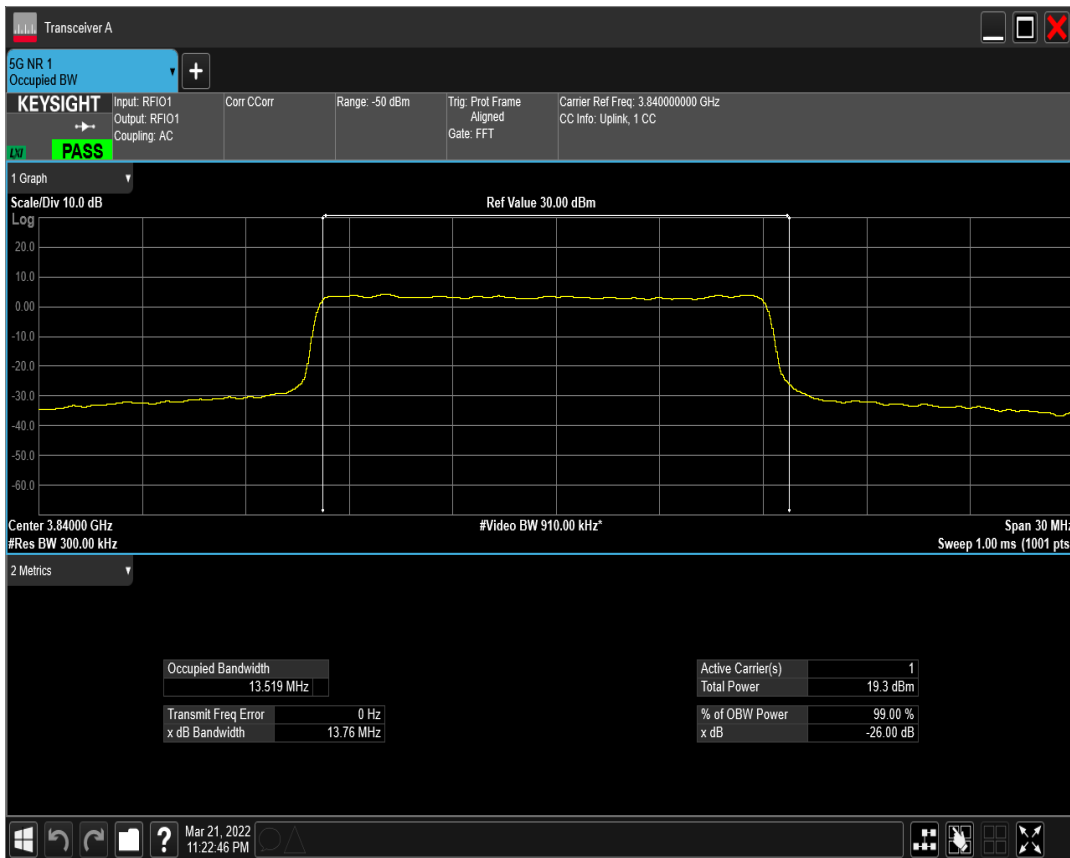 Transceiver A
5G NR 1
Occupied BW
+
KEYSIGHT
LXI
PASS
Input: RFIO1
Output: RFIO1
Coupling: AC
Corr CCorr
Range: -50 dBm
Trig: Prot Frame
Aligned
Gate: FFT
Carrier Ref Freq: 3.840000000 GHz
CC Info: Uplink, 1 CC
1 Graph
Scale/Div 10.0 dB
Ref Value 30.00 dBm
Log
20.0
10.0
0.00
-10.0
-20.0
-30.0
-40.0
-50.0
-60.0
Center 3.84000 GHz
#Video BW 910.00 kHz*
Span 30 MHz
#Res BW 300.00 kHz
Sweep 1.00 ms (1001 pts
2 Metrics
Occupied Bandwidth
13.519 MHz
Transmit Freq Error 0 Hz
x dB Bandwidth 13.76 MHz
Active Carrier(s) 1
Total Power 19.3 dBm
% of OBW Power 99.00 %
x dB -26.00 dB
?
Mar 21, 2022
11:22:46 PM